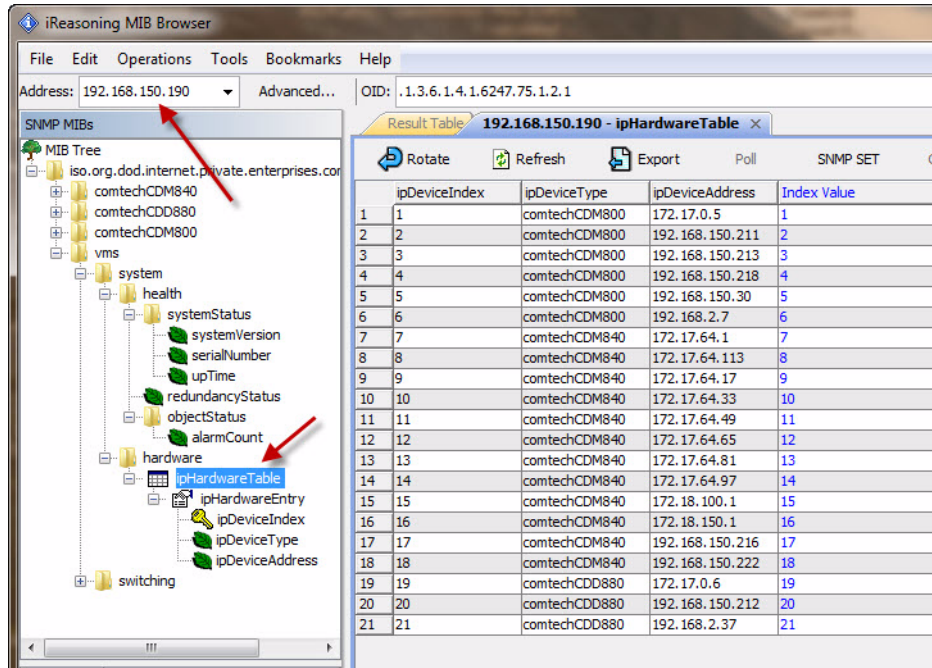 iReasoning MIB Browser
File Edit Operations Tools Bookmarks Help
Address: 192.168.150.190 Advanced... OID: .1.3.6.1.4.1.6247.75.1.2.1
SNMP MIBs
Result Table 192.168.150.190 - ipHardwareTable
MIB Tree
iso.org.dod.internet.private.enterprises.cor
comtechCDM840
comtechCDD880
comtechCDM800
vms
system
health
systemStatus
systemVersion
serialNumber
upTime
redundancyStatus
objectStatus
alarmCount
hardware
ipHardwareTable
ipHardwareEntry
ipDeviceIndex
ipDeviceType
ipDeviceAddress
switching
Rotate Refresh Export Poll SNMP SET
ipDeviceIndex ipDeviceType ipDeviceAddress Index Value
1 1 comtechCDM800 172.17.0.5 1
2 2 comtechCDM800 192.168.150.211 2
3 3 comtechCDM800 192.168.150.213 3
4 4 comtechCDM800 192.168.150.218 4
5 5 comtechCDM800 192.168.150.30 5
6 6 comtechCDM800 192.168.2.7 6
7 7 comtechCDM840 172.17.64.1 7
8 8 comtechCDM840 172.17.64.113 8
9 9 comtechCDM840 172.17.64.17 9
10 10 comtechCDM840 172.17.64.33 10
11 11 comtechCDM840 172.17.64.49 11
12 12 comtechCDM840 172.17.64.65 12
13 13 comtechCDM840 172.17.64.81 13
14 14 comtechCDM840 172.17.64.97 14
15 15 comtechCDM840 172.18.100.1 15
16 16 comtechCDM840 172.18.150.1 16
17 17 comtechCDM840 192.168.150.216 17
18 18 comtechCDM840 192.168.150.222 18
19 19 comtechCDD880 172.17.0.6 19
20 20 comtechCDD880 192.168.150.212 20
21 21 comtechCDD880 192.168.2.37 21